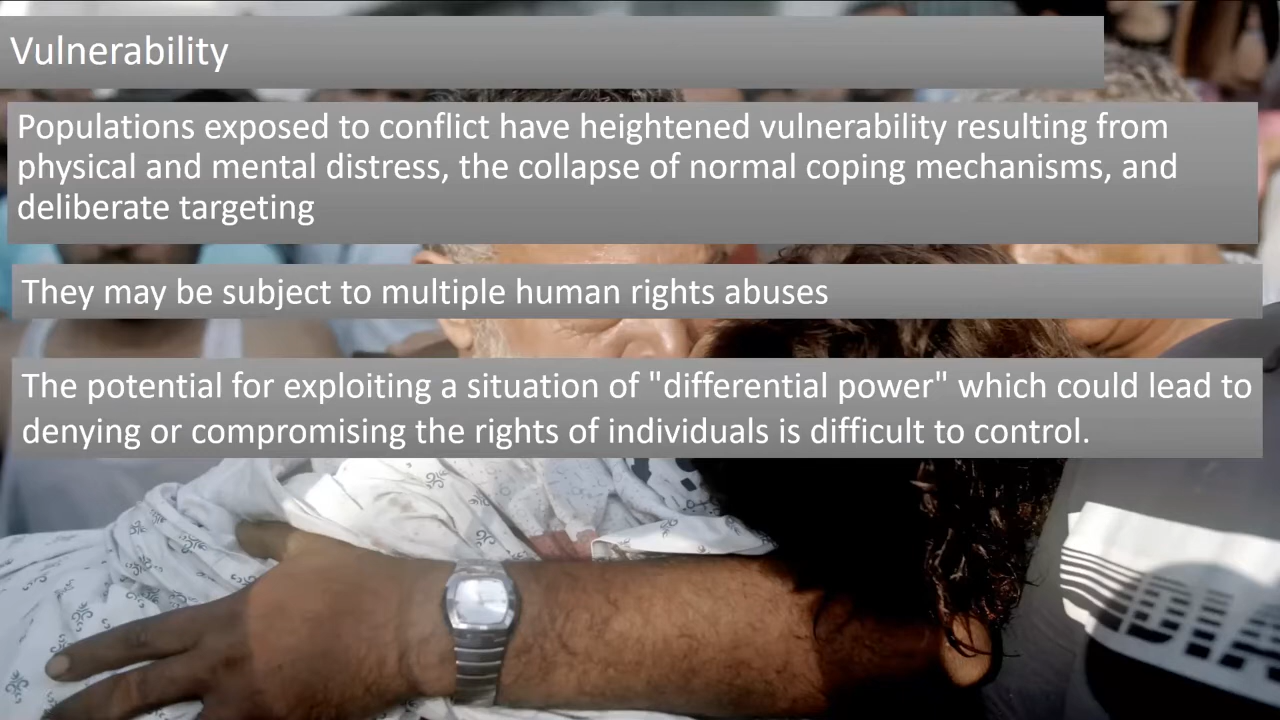 Vulnerability
Populations exposed to conflict have heightened vulnerability resulting from
physical and mental distress, the collapse of normal coping mechanisms, and
deliberate targeting
They may be subject to multiple human rights abuses
The potential for exploiting a situation of "differential power" which could lead to
denying or compromising the rights of individuals is difficult to control.